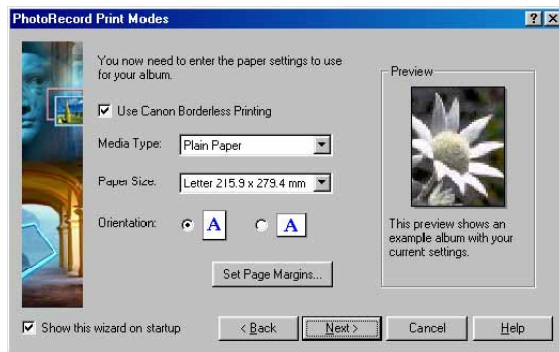 PhotoRecord Print Modes
You now need to enter the paper settings to use
for your album.
Use Canon Borderless Printing
Media Type:
Plain Paper
Paper Size:
Letter 215.9 x 279.4 mm
Orientation:
A
A
Set Page Margins...
Preview
This preview shows an
example album with your
current settings.
Show this wizard on startup
< Back
Next >
Cancel
Help